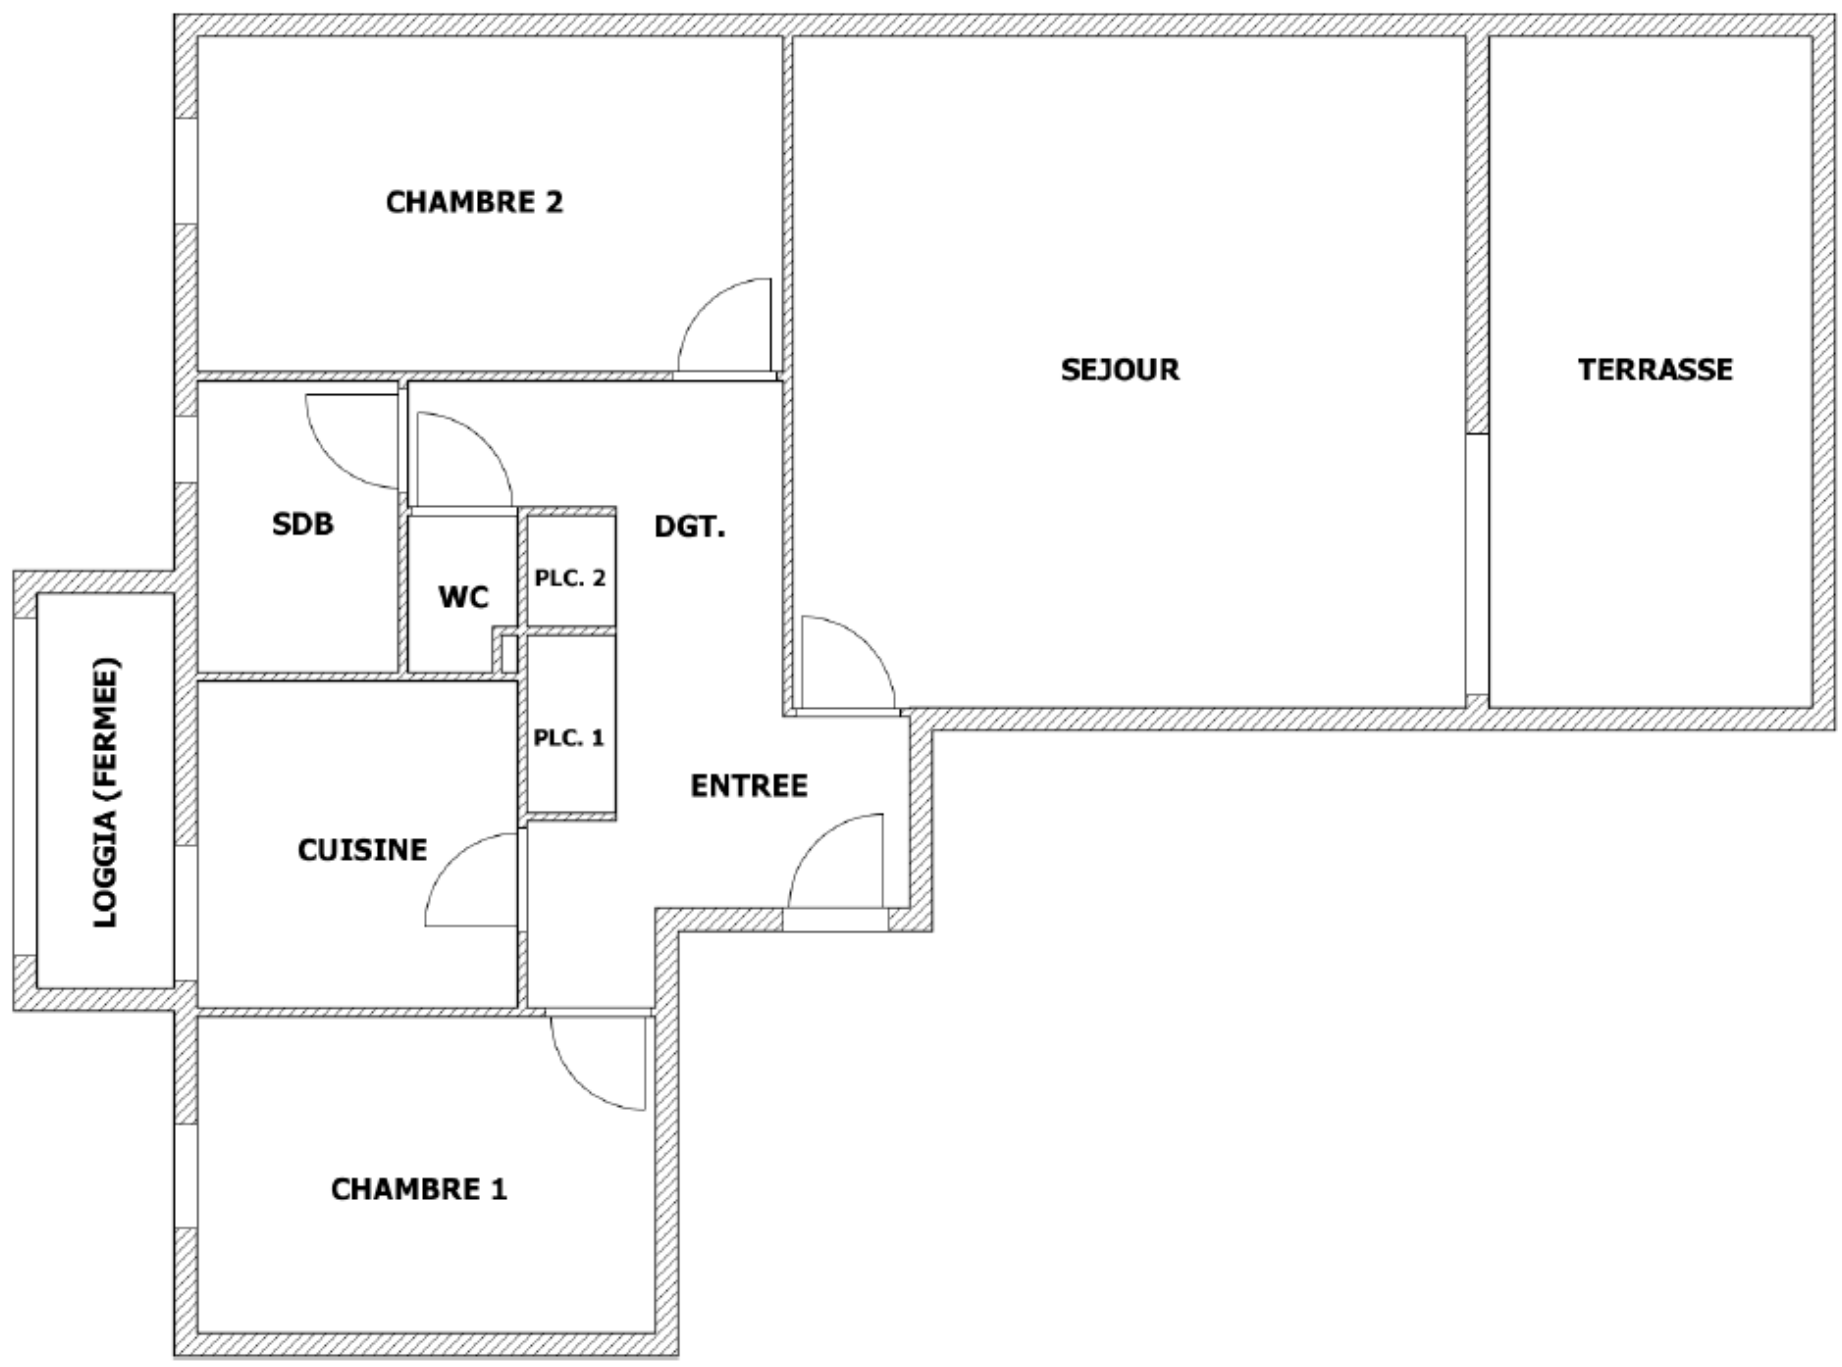 CHAMBRE 2
SEJOUR
TERRASSE
SDB
DGT.
WC
PLC. 2
PLC. 1
ENTREE
LOGGIA (FERMEE)
CUISINE
CHAMBRE 1